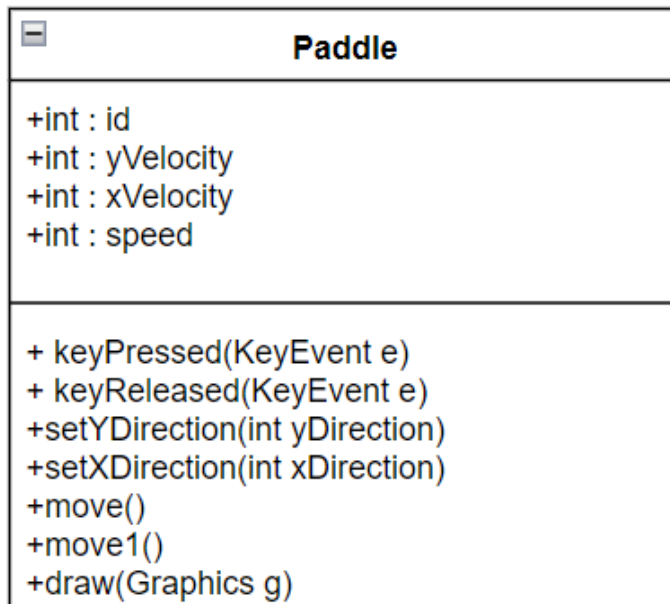 Paddle
+int : id
+int : yVelocity
+int : xVelocity
+int : speed
+ keyPressed(KeyEvent e)
+ keyReleased(KeyEvent e)
+setYDirection(int yDirection)
+setXDirection(int xDirection)
+move()
+move1()
+draw(Graphics g)